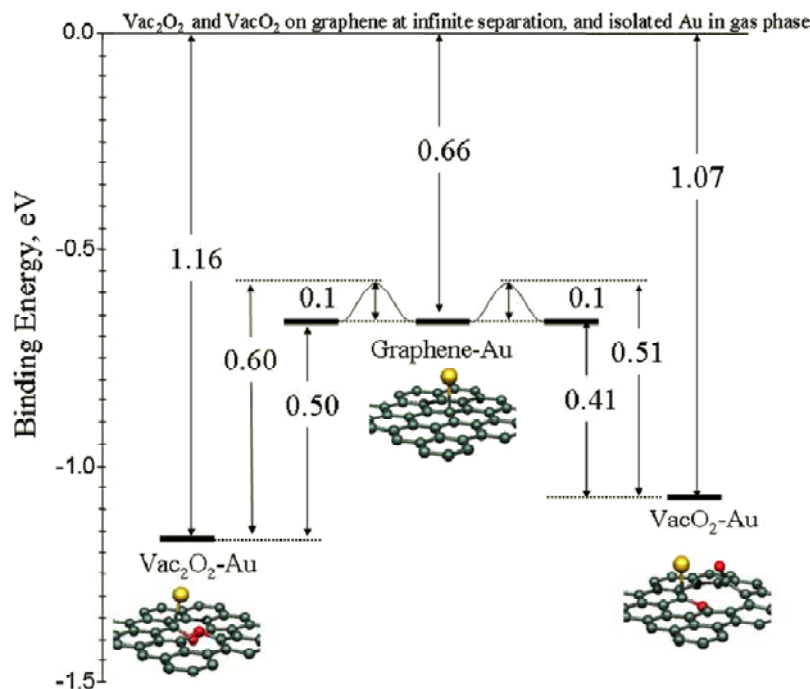 Vac₂O₂ and VacO₂ on graphene at infinite separation, and isolated Au in gas phase
0.0
0.66
1.07
-0.5
1.16
0.1
0.1
Graphene-Au
0.60
0.51
0.50
0.41
Binding Energy, eV
-1.0
VacO₂-Au
Vac₂O₂-Au
-1.5